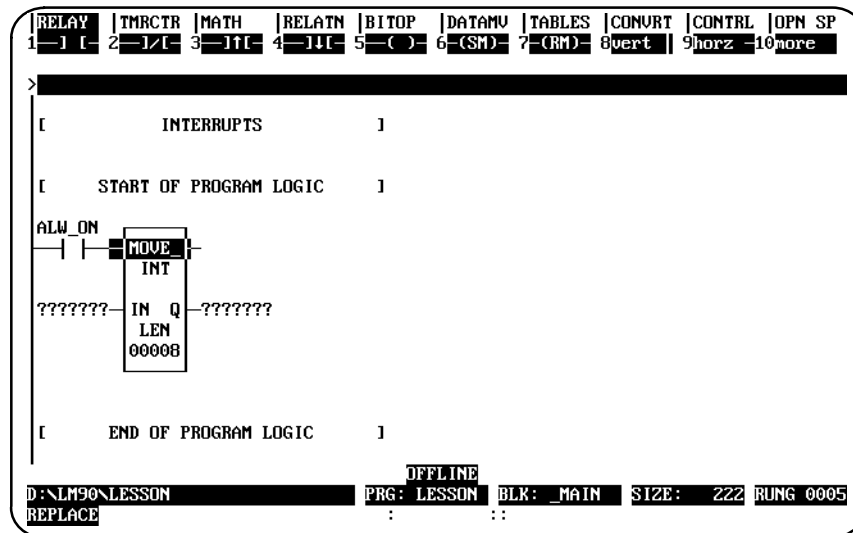 RELAY |TMRCTR |MATH |RELATN |BITOP |DATAMV |TABLES |CONVRT |CONTRL |OPN SP
1—] [— 2—]/[— 3—]↑[— 4—]↓[— 5—( )— 6—(SM)— 7—(RM)— 8vert | 9horz — 10more
>
[ INTERRUPTS ]
[ START OF PROGRAM LOGIC ]
ALW_ON
MOVE_
INT
???????—IN Q—???????
LEN
00008
[ END OF PROGRAM LOGIC ]
OFFLINE
D:\LM90\LESSON PRG: LESSON BLK: _MAIN SIZE: 222 RUNG 0005
REPLACE : ::